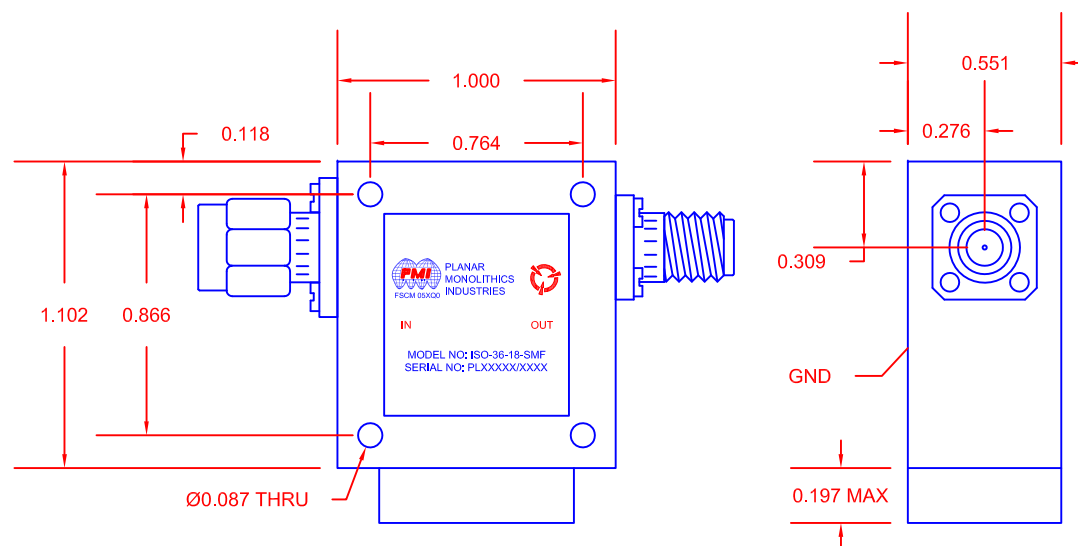 1.000
0.551
0.118
0.764
0.276
0.309
PMI
PLANAR
MONOLITHICS
INDUSTRIES
FSCM 05XQ0
1.102
0.866
IN
OUT
MODEL NO: ISO-36-18-SMF
SERIAL NO: PLXXXXX/XXXX
GND
Ø0.087 THRU
0.197 MAX